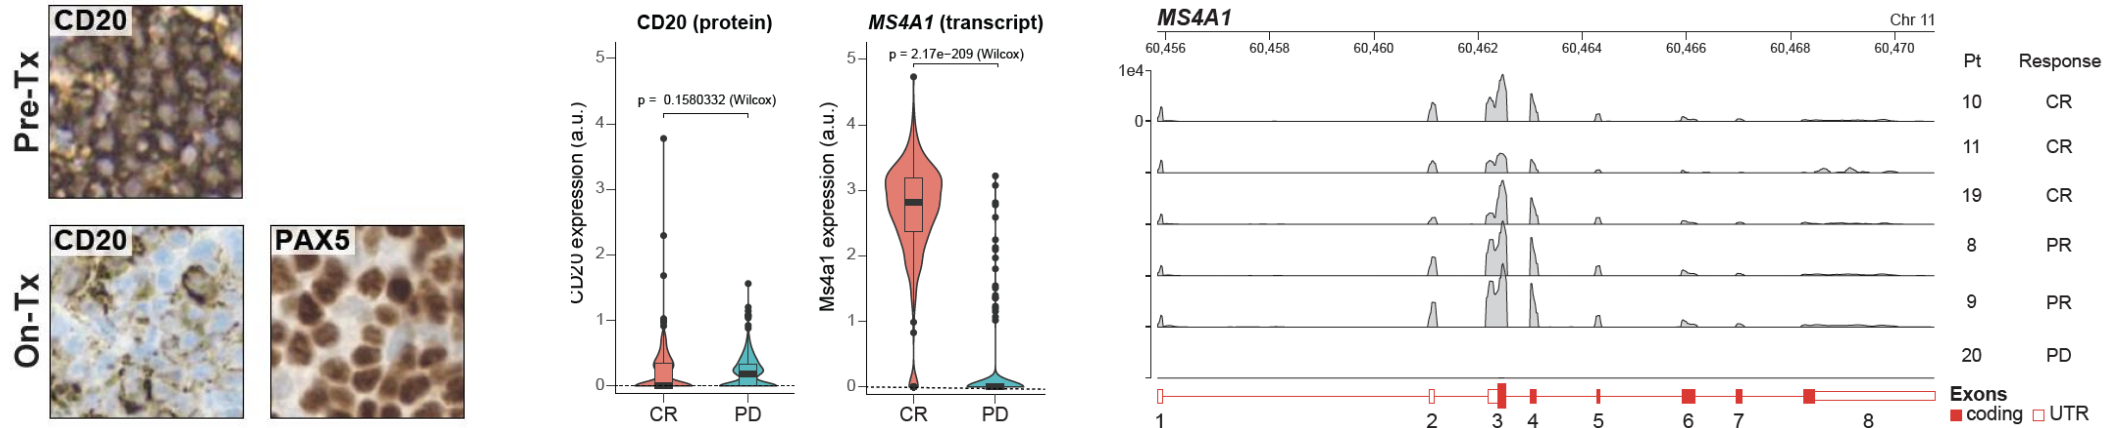 Pre-Tx
CD20
On-Tx
CD20
PAX5
CD20 (protein)
CD20 expression (a.u.)
5
4
3
2
1
0
p = 0.1580332 (Wilcox)
CR
PD
MS4A1 (transcript)
Ms4a1 expression (a.u.)
5
4
3
2
1
0
p = 2.17e−209 (Wilcox)
CR
PD
MS4A1
Chr 11
60,456 60,458 60,460 60,462 60,464 60,466 60,468 60,470
1e4
0
Pt Response
10 CR
11 CR
19 CR
8 PR
9 PR
20 PD
Exons
coding UTR
1 2 3 4 5 6 7 8